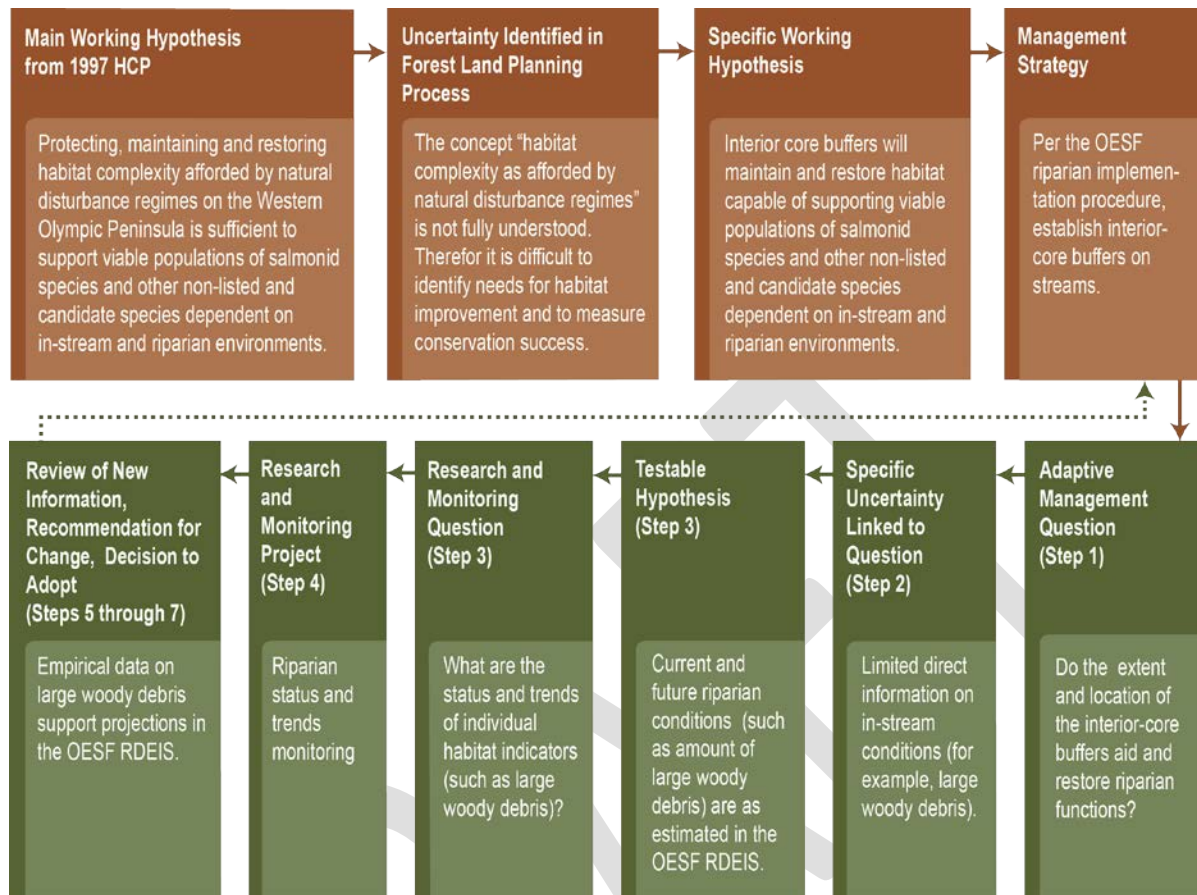 Main Working Hypothesis
from 1997 HCP
Protecting, maintaining and restoring
habitat complexity afforded by natural
disturbance regimes on the Western
Olympic Peninsula is sufficient to
support viable populations of salmonid
species and other non-listed and
candidate species dependent on
in-stream and riparian environments.
Uncertainty Identified in
Forest Land Planning
Process
The concept “habitat
complexity as afforded by
natural disturbance regimes”
is not fully understood.
Therefor it is difficult to
identify needs for habitat
improvement and to measure
conservation success.
Specific Working
Hypothesis
Interior core buffers will
maintain and restore habitat
capable of supporting viable
populations of salmonid
species and other non-listed
and candidate species
dependent on in-stream and
riparian environments.
Management
Strategy
Per the OESF
riparian implemen-
tation procedure,
establish interior-
core buffers on
streams.
Adaptive
Management
Question
(Step 1)
Do the extent
and location of
the interior-core
buffers aid and
restore riparian
functions?
Specific
Uncertainty
Linked to
Question
(Step 2)
Limited direct
information on
in-stream
conditions (for
example, large
woody debris).
Testable
Hypothesis
(Step 3)
Current and
future riparian
conditions (such
as amount of
large woody
debris) are as
estimated in the
OESF RDEIS.
Research and
Monitoring
Question
(Step 3)
What are the
status and trends
of individual
habitat indicators
(such as large
woody debris)?
Research
and
Monitoring
Project
(Step 4)
Riparian
status and
trends
monitoring
Review of New
Information,
Recommendation for
Change, Decision to
Adopt
(Steps 5 through 7)
Empirical data on
large woody debris
support projections in
the OESF RDEIS.